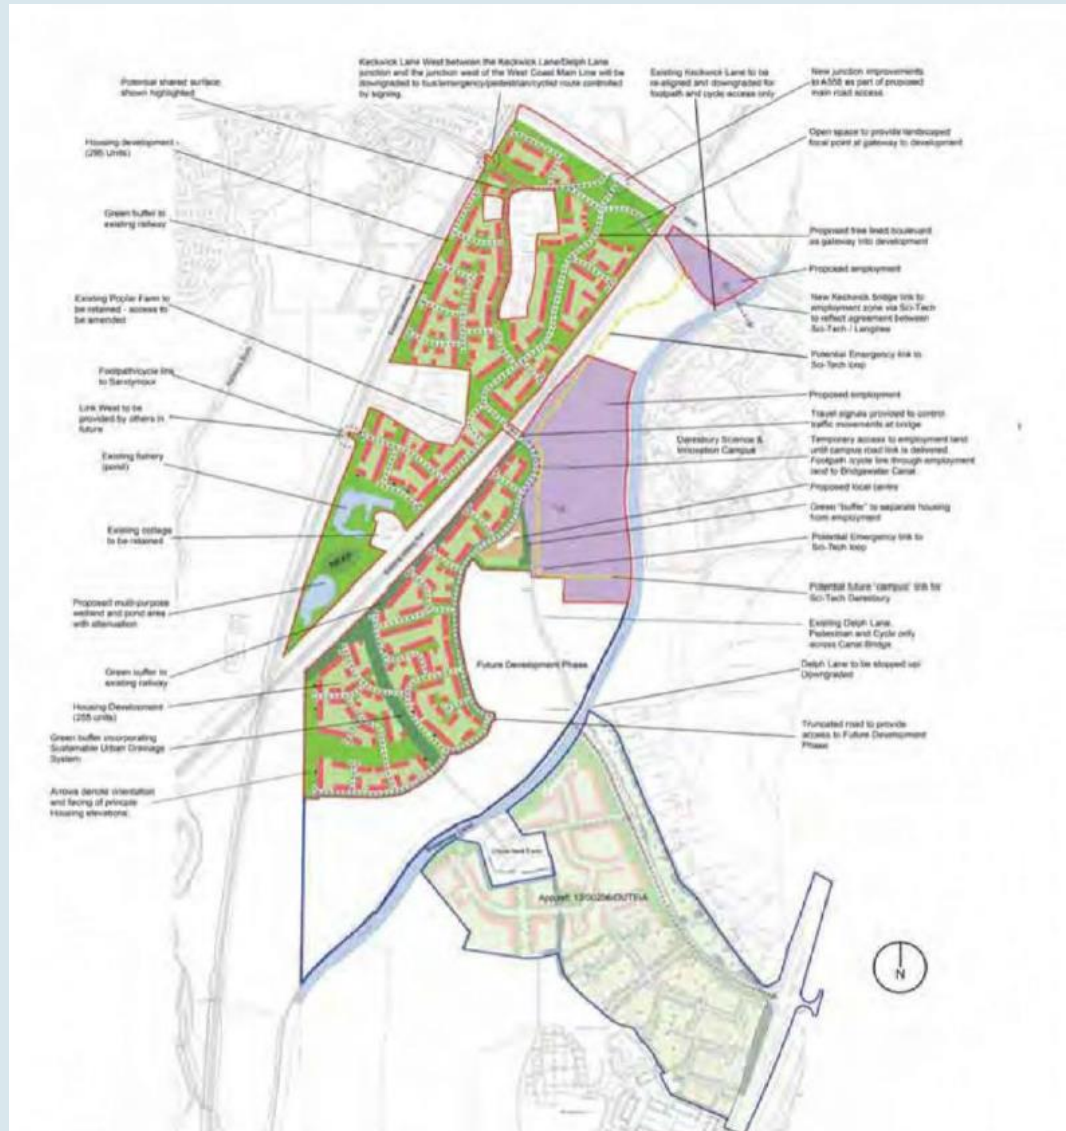 Keckwick Lane West between the Keckwick Lane/Delph Lane
junction and the junction west of the West Coast Main Line will be
downgraded to bus/emergency/pedestrian/cyclist route controlled
by signing.
Potential shared surface
shown highlighted
Housing development -
Green buffer to
existing railway
Existing Poplar Farm to
be retained - access to
be amended
Footpath/cycle link
to Sandymoor
Link West to be
provided by others in
future
Existing fishery
(pond)
Existing cottage
to be retained
Proposed multi-purpose
wetland and pond area
with attenuation
Green buffer to
existing railway
Housing Development
Green buffer incorporating
Sustainable Urban Drainage
System
Arrows denote orientation
and facing of principle
Housing elevations.
Existing Keckwick Lane to be
re-aligned and downgraded for
footpath and cycle access only
New junction improvements
to A558 as part of proposed
main road access.
Open space to provide landscaped
focal point at gateway to development
Proposed tree lined boulevard
as gateway into development
Proposed employment
New Keckwick bridge link to
employment zone via Sci-Tech
to reflect agreement between
Sci-Tech / Langtree
Potential Emergency link to
Sci-Tech loop
Proposed employment
Travel signals provided to control
traffic movements at bridge
Temporary access to employment land
until campus road link is delivered.
Footpath /cycle link through employment
land to Bridgewater Canal.
Proposed local centre
Green "buffer" to separate housing
from employment
Potential Emergency link to
Sci-Tech loop
Potential future 'campus' link for
Sci-Tech Daresbury
Existing Delph Lane.
Pedestrian and Cycle only
across Canal Bridge.
Delph Lane to be stopped up/
Downgraded
Truncated road to provide
access to Future Development
Phase
Daresbury Science &
Innovation Campus
Future Development Phase
N